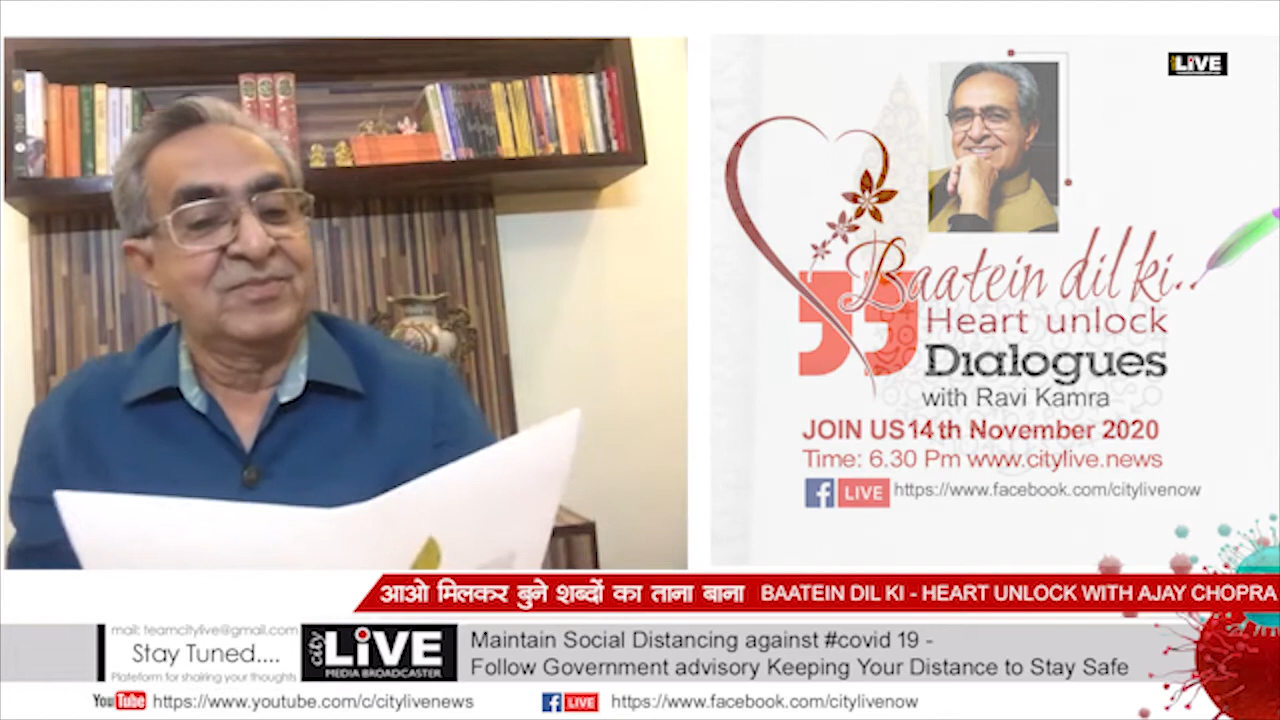 LiVE
Baatein dil ki..
Heart unlock
Dıalogues
with Ravi Kamra
JOIN US 14th November 2020
Time: 6.30 Pm www.citylive.news
f LIVE https://www.facebook.com/citylivenow
आओ मिलकर बुने शब्दों का ताना बाना BAATEIN DIL KI - HEART UNLOCK WITH AJAY CHOPRA
mail: teamcitylive@gmail.com
Stay Tuned....
Plateform for shaking your thoughts
city LiVE
MEDIA BROADCASTER
Maintain Social Distancing against #covid 19 -
Follow Government advisory Keeping Your Distance to Stay Safe
YouTube https://www.youtube.com/c/citylivenews
f LIVE https://www.facebook.com/citylivenow